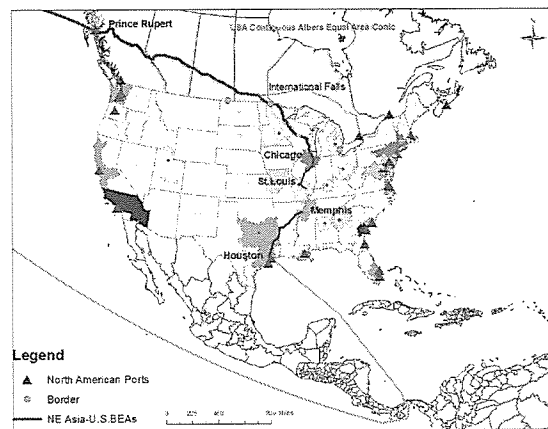 USA Contiguous Albers Equal Area Conic
Prince Rupert
International Falls
Chicago
St.Louis
Memphis
Houston
Legend
North American Ports
Border
NE Asia-U.S.BEAs